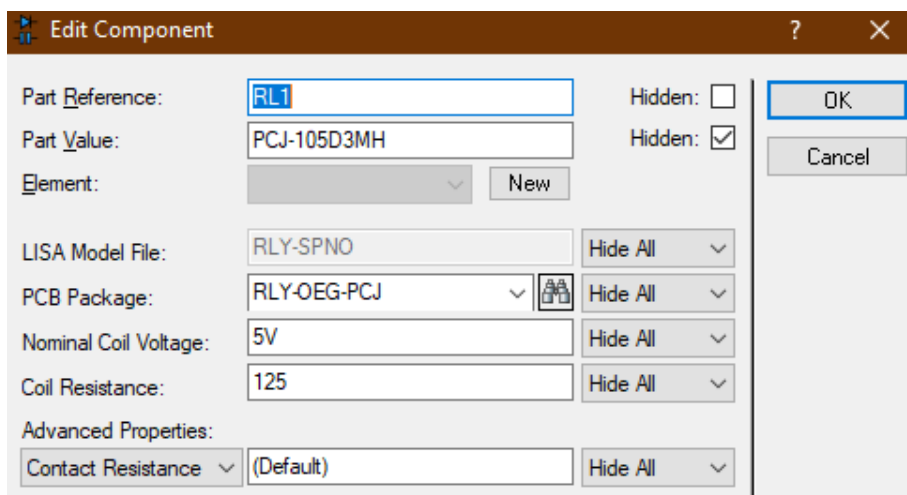 Edit Component ? ✕
Part Reference: RL1 Hidden: OK
Part Value: PCJ-105D3MH Hidden: Cancel
Element: New
LISA Model File: RLY-SPNO Hide All
PCB Package: RLY-OEG-PCJ Hide All
Nominal Coil Voltage: 5V Hide All
Coil Resistance: 125 Hide All
Advanced Properties:
Contact Resistance (Default) Hide All